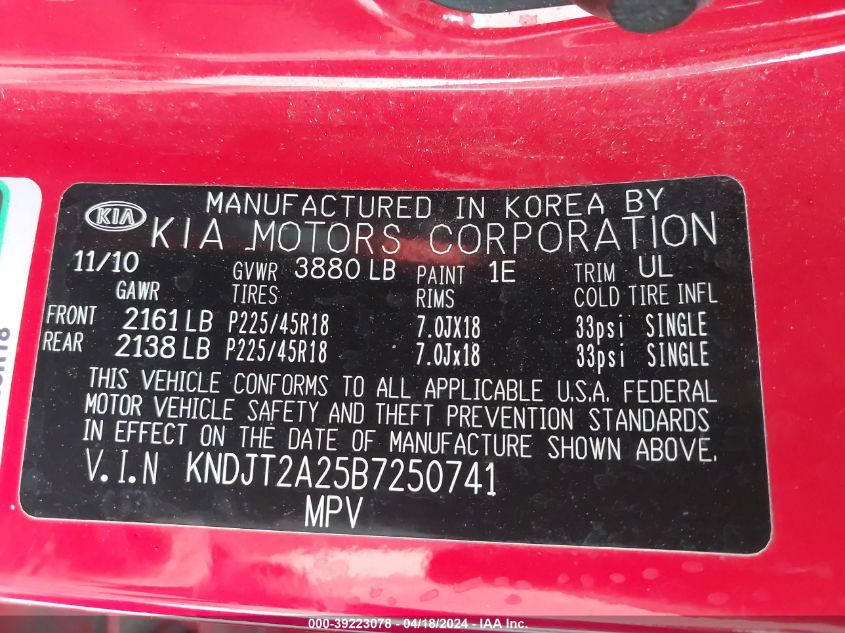 MANUFACTURED IN KOREA BY
KIA KIA MOTORS CORPORATION
11/10 GVWR 3880 LB PAINT 1E TRIM UL
GAWR TIRES RIMS COLD TIRE INFL
FRONT 2161 LB P225/45R18 7.0JX18 33psi SINGLE
REAR 2138 LB P225/45R18 7.0Jx18 33psi SINGLE
THIS VEHICLE CONFORMS TO ALL APPLICABLE U.S.A. FEDERAL
MOTOR VEHICLE SAFETY AND THEFT PREVENTION STANDARDS
IN EFFECT ON THE DATE OF MANUFACTURE SHOWN ABOVE.
V.I.N KNDJT2A25B7250741
MPV
000-39223078 - 04/18/2024 - IAA Inc.